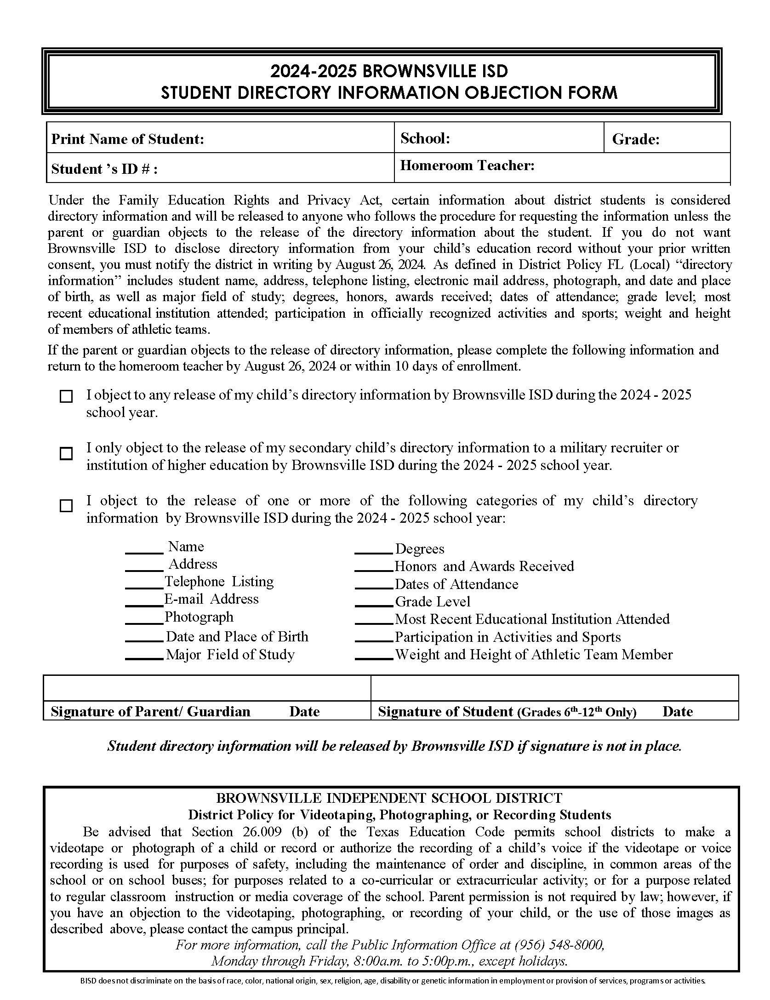 2024-2025 BROWNSVILLE ISD
STUDENT DIRECTORY INFORMATION OBJECTION FORM
Print Name of Student:
School:
Grade:
Student ’s ID # :
Homeroom Teacher:
Under the Family Education Rights and Privacy Act, certain information about district students is considered
directory information and will be released to anyone who follows the procedure for requesting the information unless the
parent or guardian objects to the release of the directory information about the student. If you do not want
Brownsville ISD to disclose directory information from your child’s education record without your prior written
consent, you must notify the district in writing by August 26, 2024. As defined in District Policy FL (Local) “directory
information” includes student name, address, telephone listing, electronic mail address, photograph, and date and place
of birth, as well as major field of study; degrees, honors, awards received; dates of attendance; grade level; most
recent educational institution attended; participation in officially recognized activities and sports; weight and height
of members of athletic teams.
If the parent or guardian objects to the release of directory information, please complete the following information and
return to the homeroom teacher by August 26, 2024 or within 10 days of enrollment.
I object to any release of my child’s directory information by Brownsville ISD during the 2024 - 2025
school year.
I only object to the release of my secondary child’s directory information to a military recruiter or
institution of higher education by Brownsville ISD during the 2024 - 2025 school year.
I object to the release of one or more of the following categories of my child’s directory
information by Brownsville ISD during the 2024 - 2025 school year:
Name
Address
Telephone Listing
E-mail Address
Photograph
Date and Place of Birth
Major Field of Study
Degrees
Honors and Awards Received
Dates of Attendance
Grade Level
Most Recent Educational Institution Attended
Participation in Activities and Sports
Weight and Height of Athletic Team Member
Signature of Parent/ Guardian Date
Signature of Student (Grades 6th-12th Only) Date
Student directory information will be released by Brownsville ISD if signature is not in place.
BROWNSVILLE INDEPENDENT SCHOOL DISTRICT
District Policy for Videotaping, Photographing, or Recording Students
Be advised that Section 26.009 (b) of the Texas Education Code permits school districts to make a
videotape or photograph of a child or record or authorize the recording of a child’s voice if the videotape or voice
recording is used for purposes of safety, including the maintenance of order and discipline, in common areas of the
school or on school buses; for purposes related to a co-curricular or extracurricular activity; or for a purpose related
to regular classroom instruction or media coverage of the school. Parent permission is not required by law; however, if
you have an objection to the videotaping, photographing, or recording of your child, or the use of those images as
described above, please contact the campus principal.
For more information, call the Public Information Office at (956) 548-8000,
Monday through Friday, 8:00a.m. to 5:00p.m., except holidays.
BISD does not discriminate on the basis of race, color, national origin, sex, religion, age, disability or genetic information in employment or provision of services, programs or activities.